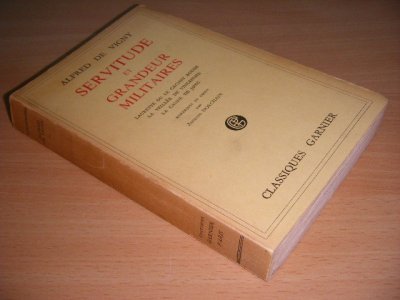 ALFRED DE VIGNY
SERVITUDE
ET
GRANDEUR
MILITAIRES
LAURETTE OU LE CACHET ROUGE
LA VEILLÉE DE VINCENNES
LA CANNE DE JONC
PAR
CLASSIQUES GARNIER